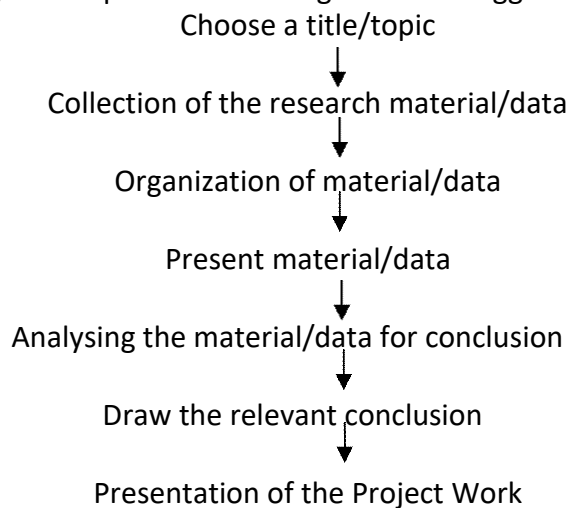 Choose a title/topic
Collection of the research material/data
Organization of material/data
Present material/data
Analysing the material/data for conclusion
Draw the relevant conclusion
Presentation of the Project Work